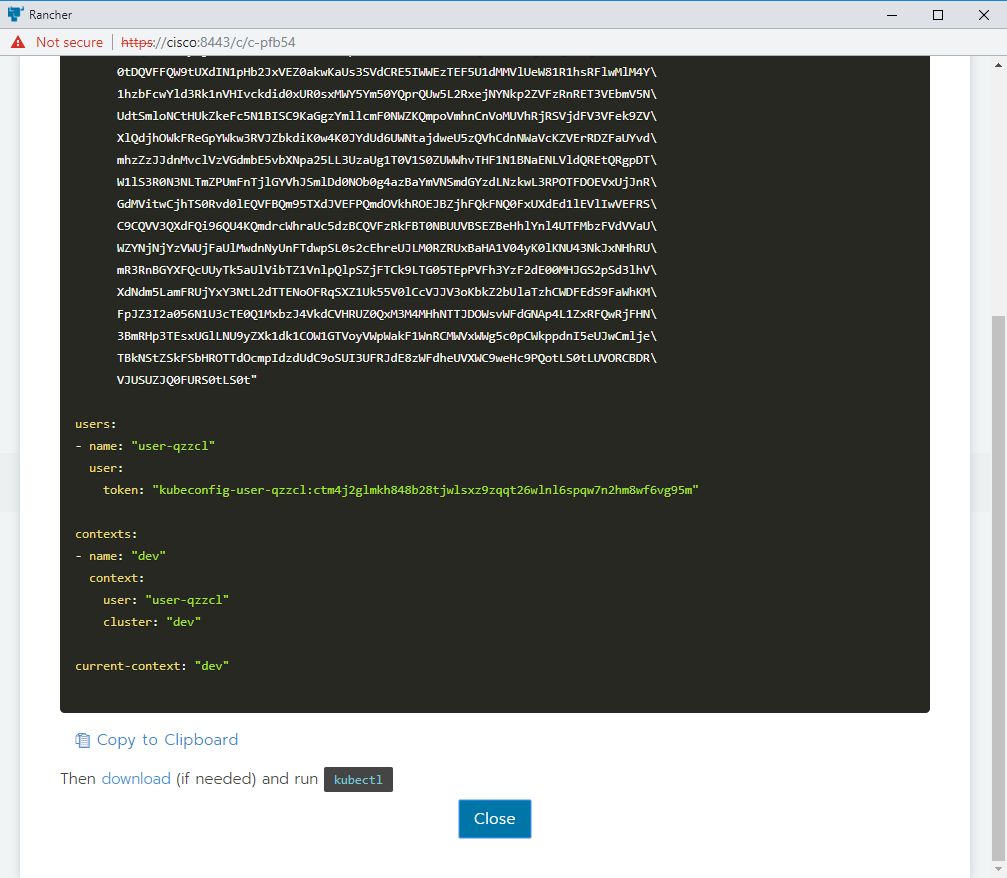 Rancher
Not secure | https://cisco:8443/c/c-pfb54
0tDQVFFQW9tUXdIN1pHb2JxVEZ0akwKaUs3SVdCRE5IWWEzTEF5U1dMMVlUeW81R1hsRFlwMlM4Y\
1hzbFcwYld3Rk1nVHIvckdid0xUR0sxMWY5Ym50YQprQUw5L2RxejNYNkp2ZVFzRnRET3VEbmV5N\
UdtSmloNCtHUkZkeFc5N1BISC9KaGgzYmllcmF0NWZKQmpoVmhnCnVoMUVhRjRSVjdFV3VFek9ZV\
XlQdjhOWkFReGpYWkw3RVJZbkdiK0w4K0JYdUd6UWNtajdweU5zQVhCdnNWaVcKZVErRDZFaUYvd\
mhzZzJJdnMvclVzVGdmbE5vbXNpa25LL3UzaUg1T0V1S0ZUWWhvTHF1N1BNaENLVldQREtQRgpDT\
W1lS3R0N3NLTmZPUmFnTjlGYVhJSmlDd0NOb0g4azBaYmVNSmdGYzdLNzkwL3RPOTFDOEVxUjJnR\
GdMVitwCjhTS0Rvd0lEQVFBQm95TXdJVEFPQmdOVkhROEJBZjhFQkFNQ0FxUXdEd1lEVlIwVEFRS\
C9CQVV3QXdFQi96QU4KQmdrcWhraUc5dzBCQVFzRkFBT0NBUUVBSEZBeHhlYnl4UTFMbzFVdVVaU\
WZYNjNjYzVWUjFaUlMwdnNyUnFTdwpSL0s2cEhreUJLM0RZRUxBaHA1V04yK0lKNU43NkJxNHhRU\
mR3RnBGYXFQcUUyTk5aUlVibTZ1VnlpQlpSZjFTCk9LTG05TEpPVFh3YzF2dE00MHJGS2pSd3lhV\
XdNdm5LamFRUjYxY3NtL2dTTENoOFRqSXZ1Uk55V0lCcVJJV3oKbkZ2bUlaTzhCWDFEdS9FaWhKM\
FpJZ3I2a056N1U3cTE0Q1MxbzJ4VkdCVHRUZ0QxM3M4MHhNTTJDOWsvWFdGNAp4L1ZxRFQwRjFHN\
3BmRHp3TEsxUGlLNU9yZXk1dk1COW1GTVoyVWpWakF1WnRCMWVxWWg5c0pCWkppdnI5eUJwCmlje\
TBkNStZSkFSbHROTTdOcmpIdzdUdC9oSUI3UFRJdE8zWFdheUVXWC9weHc9PQotLS0tLUVORCBDR\
VJUSUZJQ0FURS0tLS0t"
users:
- name: "user-qzzcl"
user:
token: "kubeconfig-user-qzzcl:ctm4j2glmkh848b28tjwlsxz9zqqt26wlnl6spqw7n2hm8wf6vg95m"
contexts:
- name: "dev"
context:
user: "user-qzzcl"
cluster: "dev"
current-context: "dev"
Copy to Clipboard
Then download (if needed) and run kubectl
Close